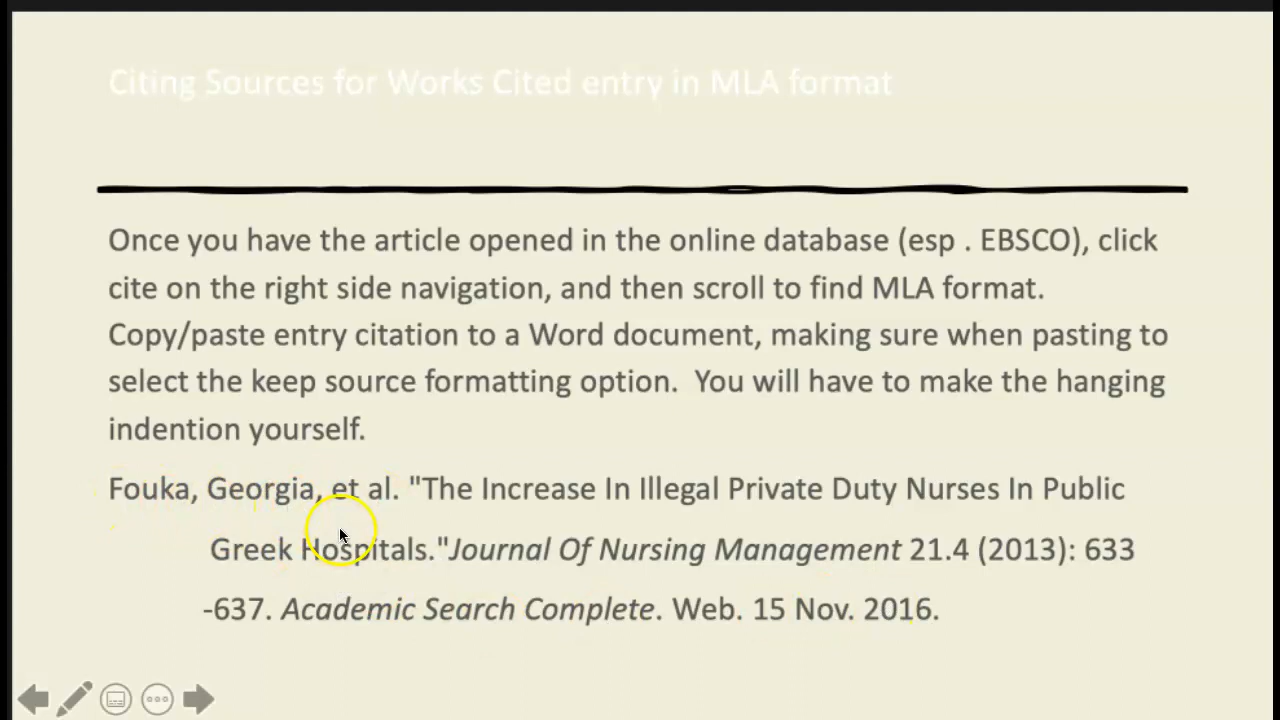 Citing Sources for Works Cited entry in MLA format
Once you have the article opened in the online database (esp . EBSCO), click
cite on the right side navigation, and then scroll to find MLA format.
Copy/paste entry citation to a Word document, making sure when pasting to
select the keep source formatting option.  You will have to make the hanging
indention yourself.
Fouka, Georgia, et al. "The Increase In Illegal Private Duty Nurses In Public
Greek Hospitals."Journal Of Nursing Management 21.4 (2013): 633
-637. Academic Search Complete. Web. 15 Nov. 2016.